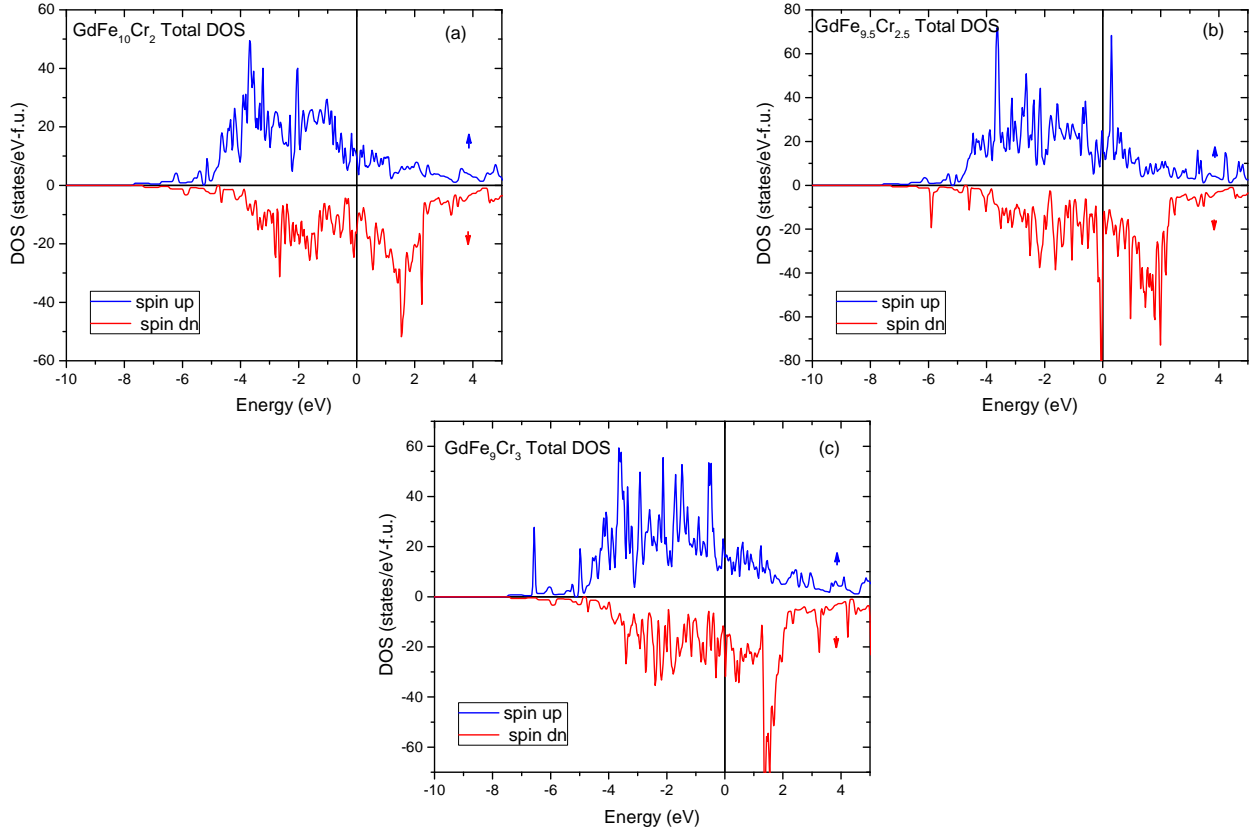 GdFe₁₀Cr₂ Total DOS
(a)
60
40
20
0
-20
-40
-60
DOS (states/eV-f.u.)
spin up
spin dn
-10 -8 -6 -4 -2 0 2 4
Energy (eV)
GdFe₉.₅Cr₂.₅ Total DOS
(b)
80
60
40
20
0
-20
-40
-60
-80
DOS (states/eV-f.u.)
spin up
spin dn
-10 -8 -6 -4 -2 0 2 4
Energy (eV)
GdFe₉Cr₃ Total DOS
(c)
60
40
20
0
-20
-40
-60
DOS (states/eV-f.u.)
spin up
spin dn
-10 -8 -6 -4 -2 0 2 4
Energy (eV)